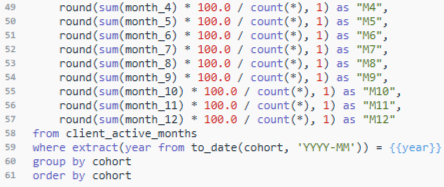 49 round(sum(month_4) * 100.0 / count(*), 1) as "M4",
50 round(sum(month_5) * 100.0 / count(*), 1) as "M5",
51 round(sum(month_6) * 100.0 / count(*), 1) as "M6",
52 round(sum(month_7) * 100.0 / count(*), 1) as "M7",
53 round(sum(month_8) * 100.0 / count(*), 1) as "M8",
54 round(sum(month_9) * 100.0 / count(*), 1) as "M9",
55 round(sum(month_10) * 100.0 / count(*), 1) as "M10",
56 round(sum(month_11) * 100.0 / count(*), 1) as "M11",
57 round(sum(month_12) * 100.0 / count(*), 1) as "M12"
58 from client_active_months
59 where extract(year from to_date(cohort, 'YYYY-MM')) = {{year}}
60 group by cohort
61 order by cohort